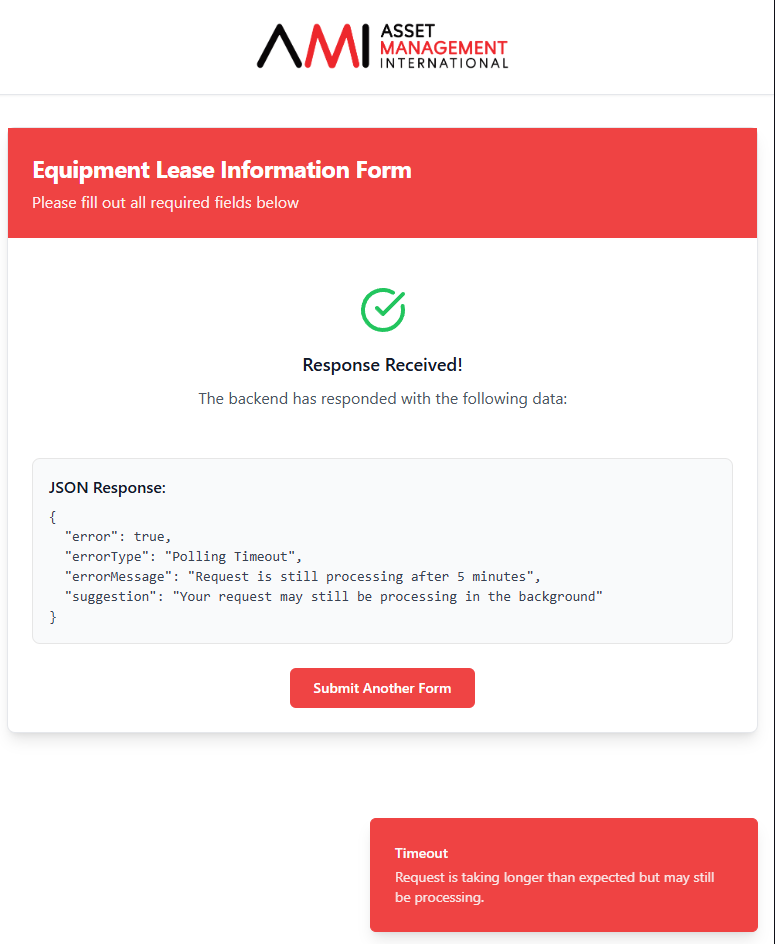 AMI
ASSET
MANAGEMENT
INTERNATIONAL
Equipment Lease Information Form
Please fill out all required fields below
Response Received!
The backend has responded with the following data:
JSON Response:
{
  "error": true,
  "errorType": "Polling Timeout",
  "errorMessage": "Request is still processing after 5 minutes",
  "suggestion": "Your request may still be processing in the background"
}
Submit Another Form
Timeout
Request is taking longer than expected but may still
be processing.